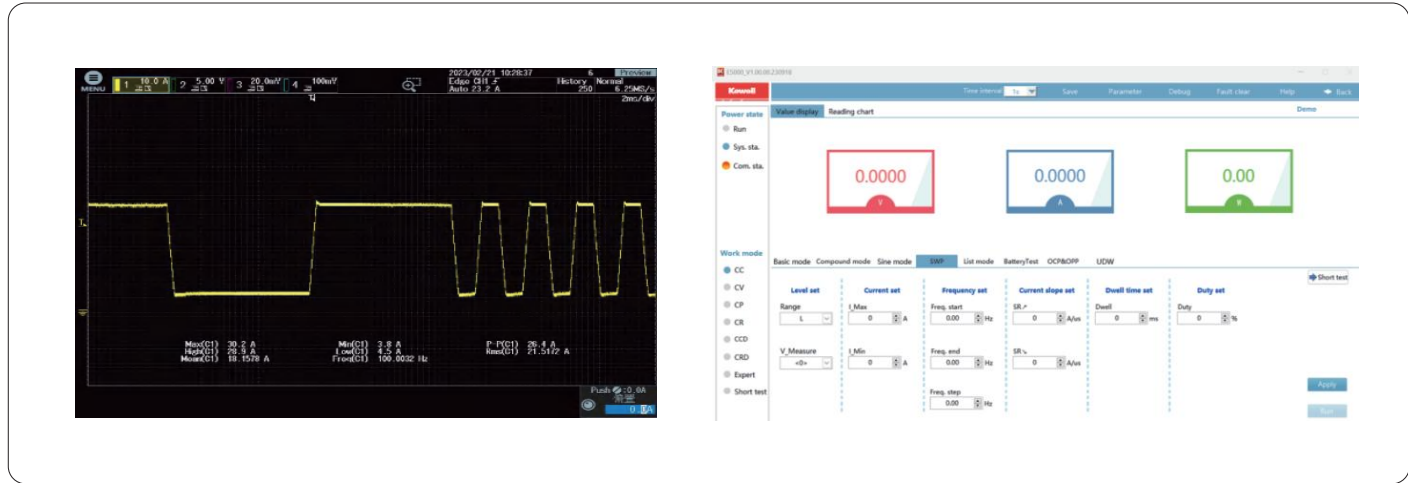 MENU
1 10.0 A 2 5.00 V 3 20.0mV 4 100mV
2023/02/21 10:28:37 6 Preview
Edge CH1 History Normal
Auto 23.2 A 250 6.25MS/s
2ms/div
Max(C1) 30.2 A Min(C1) 3.8 A P-P(C1) 26.4 A
High(C1) 28.9 A Low(C1) 4.5 A Rms(C1) 21.5172 A
Mean(C1) 18.1578 A Freq(C1) 100.0032 Hz
Push :0.0A
Kewell
Time Interval 1s Save Parameter Debug Fault clear Help Back
Power state Value display Reading chart Demo
Run
Sys. sta.
Com. sta.
0.0000 0.0000 0.00
V A R
Work mode
Basic mode Compound mode Sine mode SWP List mode BatteryTest OCP&OPP UDW
CC
Short test
CV
Level set Current set Frequency set Current slope set Dwell time set Duty set
CP
Range I_Max Freq. start SR↗ Dwell Duty
L 0 A 0.00 Hz 0 A/us 0 ms 0 %
CR
CCD
V_Measure I_Min Freq. end SR↘
CRD
<0> 0 A 0.00 Hz 0 A/us
Expert
Short test
Freq. step
0.00 Hz
Apply
Run